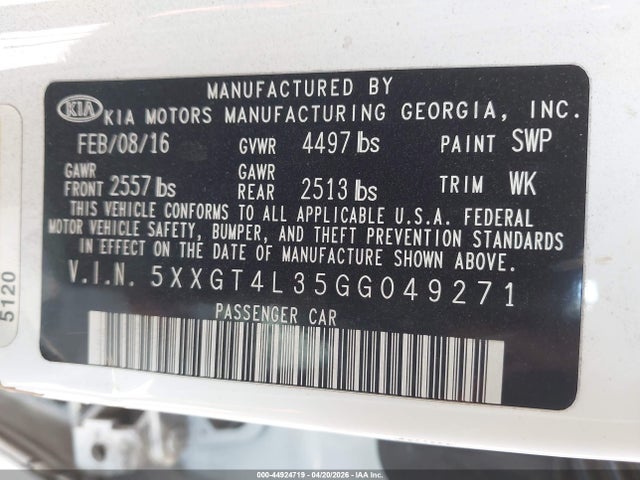 MANUFACTURED BY
KIA KIA MOTORS MANUFACTURING GEORGIA, INC.
FEB/08/16 GVWR 4497 lbs PAINT SWP
GAWR FRONT 2557 lbs GAWR REAR 2513 lbs TRIM WK
THIS VEHICLE CONFORMS TO ALL APPLICABLE U.S.A. FEDERAL
MOTOR VEHICLE SAFETY, BUMPER, AND THEFT PREVENTION STANDARDS
IN EFFECT ON THE DATE OF MANUFACTURE SHOWN ABOVE
V.I.N. 5XXGT4L35GG049271
PASSENGER CAR
5120
000-44924719 | 04/20/2026 | IAA Inc.